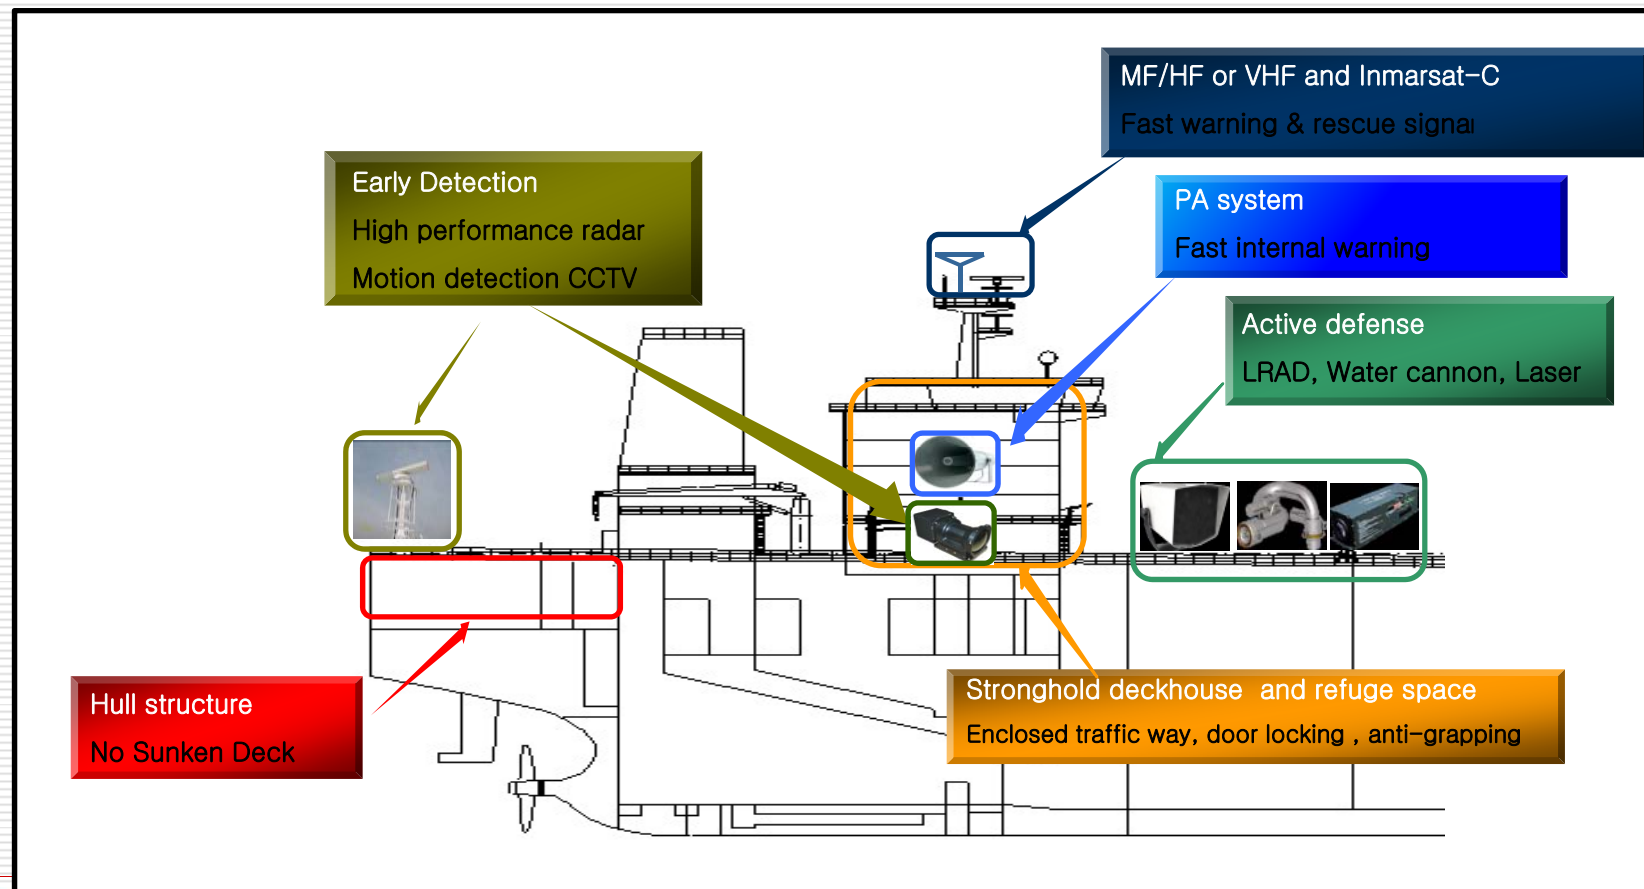 MF/HF or VHF and Inmarsat-C
Fast warning & rescue signal
Early Detection
High performance radar
Motion detection CCTV
PA system
Fast internal warning
Active defense
LRAD, Water cannon, Laser
Hull structure
No Sunken Deck
Stronghold deckhouse and refuge space
Enclosed traffic way, door locking , anti-grapping